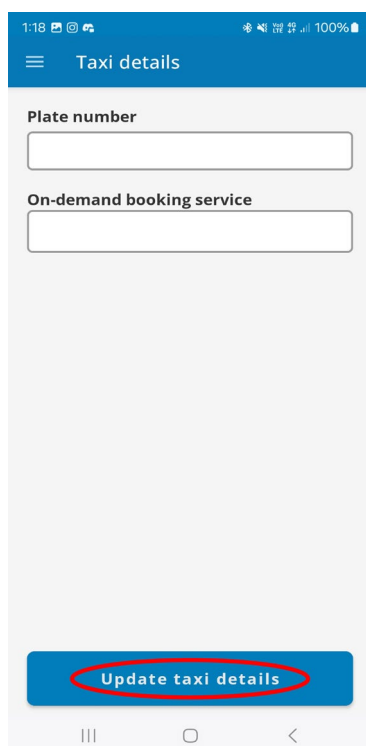 1:18 100%
Taxi details
Plate number
On-demand booking service
Update taxi details